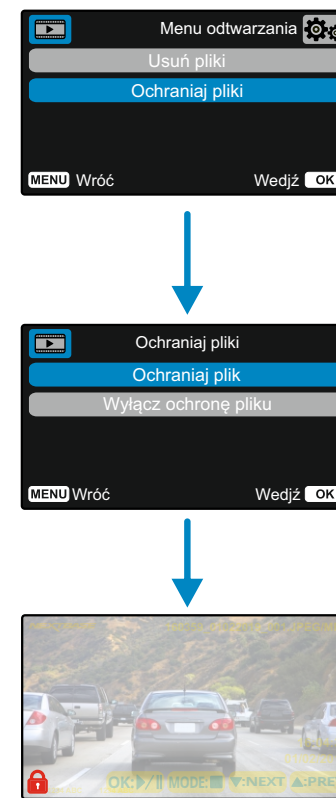 Menu odtwarzania
Usuń pliki
Ochraniaj pliki
MENU Wróć Wedjź OK
Ochraniaj pliki
Ochraniaj plik
Wyłącz ochronę pliku
MENU Wróć Wedjź OK
OK:▶/|| MODE:■ ▼:NEXT ▲:PRE